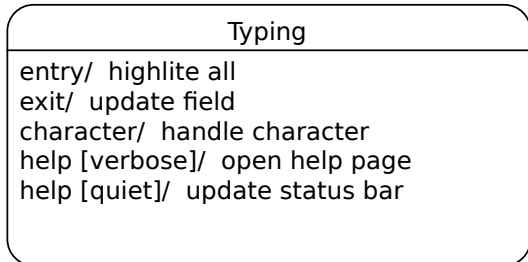 Typing
entry/ highlite all
exit/ update field
character/ handle character
help [verbose]/ open help page
help [quiet]/ update status bar